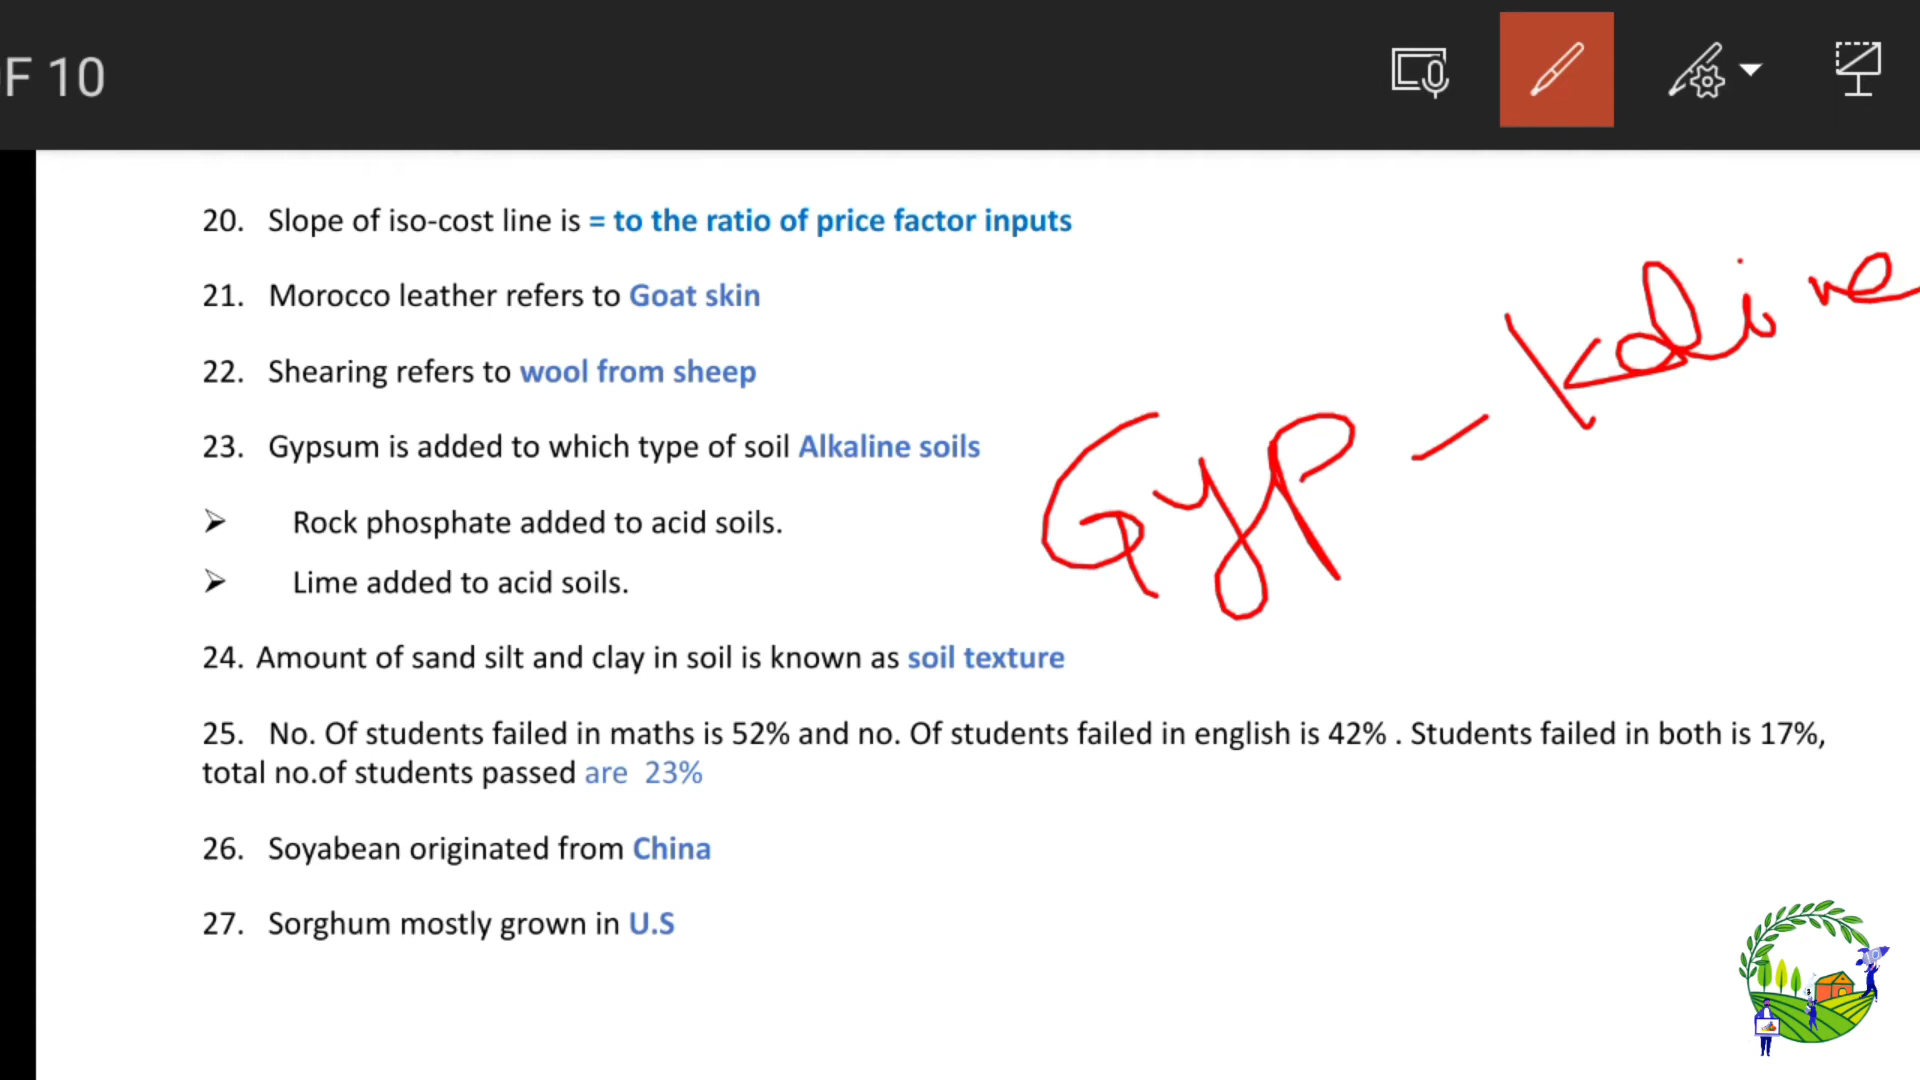 OF 10
20. Slope of iso-cost line is = to the ratio of price factor inputs
21. Morocco leather refers to Goat skin
22. Shearing refers to wool from sheep
23. Gypsum is added to which type of soil Alkaline soils
➢ Rock phosphate added to acid soils.
➢ Lime added to acid soils.
Gyp - Kaline
24. Amount of sand silt and clay in soil is known as soil texture
25. No. Of students failed in maths is 52% and no. Of students failed in english is 42% . Students failed in both is 17%,
total no.of students passed are 23%
26. Soyabean originated from China
27. Sorghum mostly grown in U.S